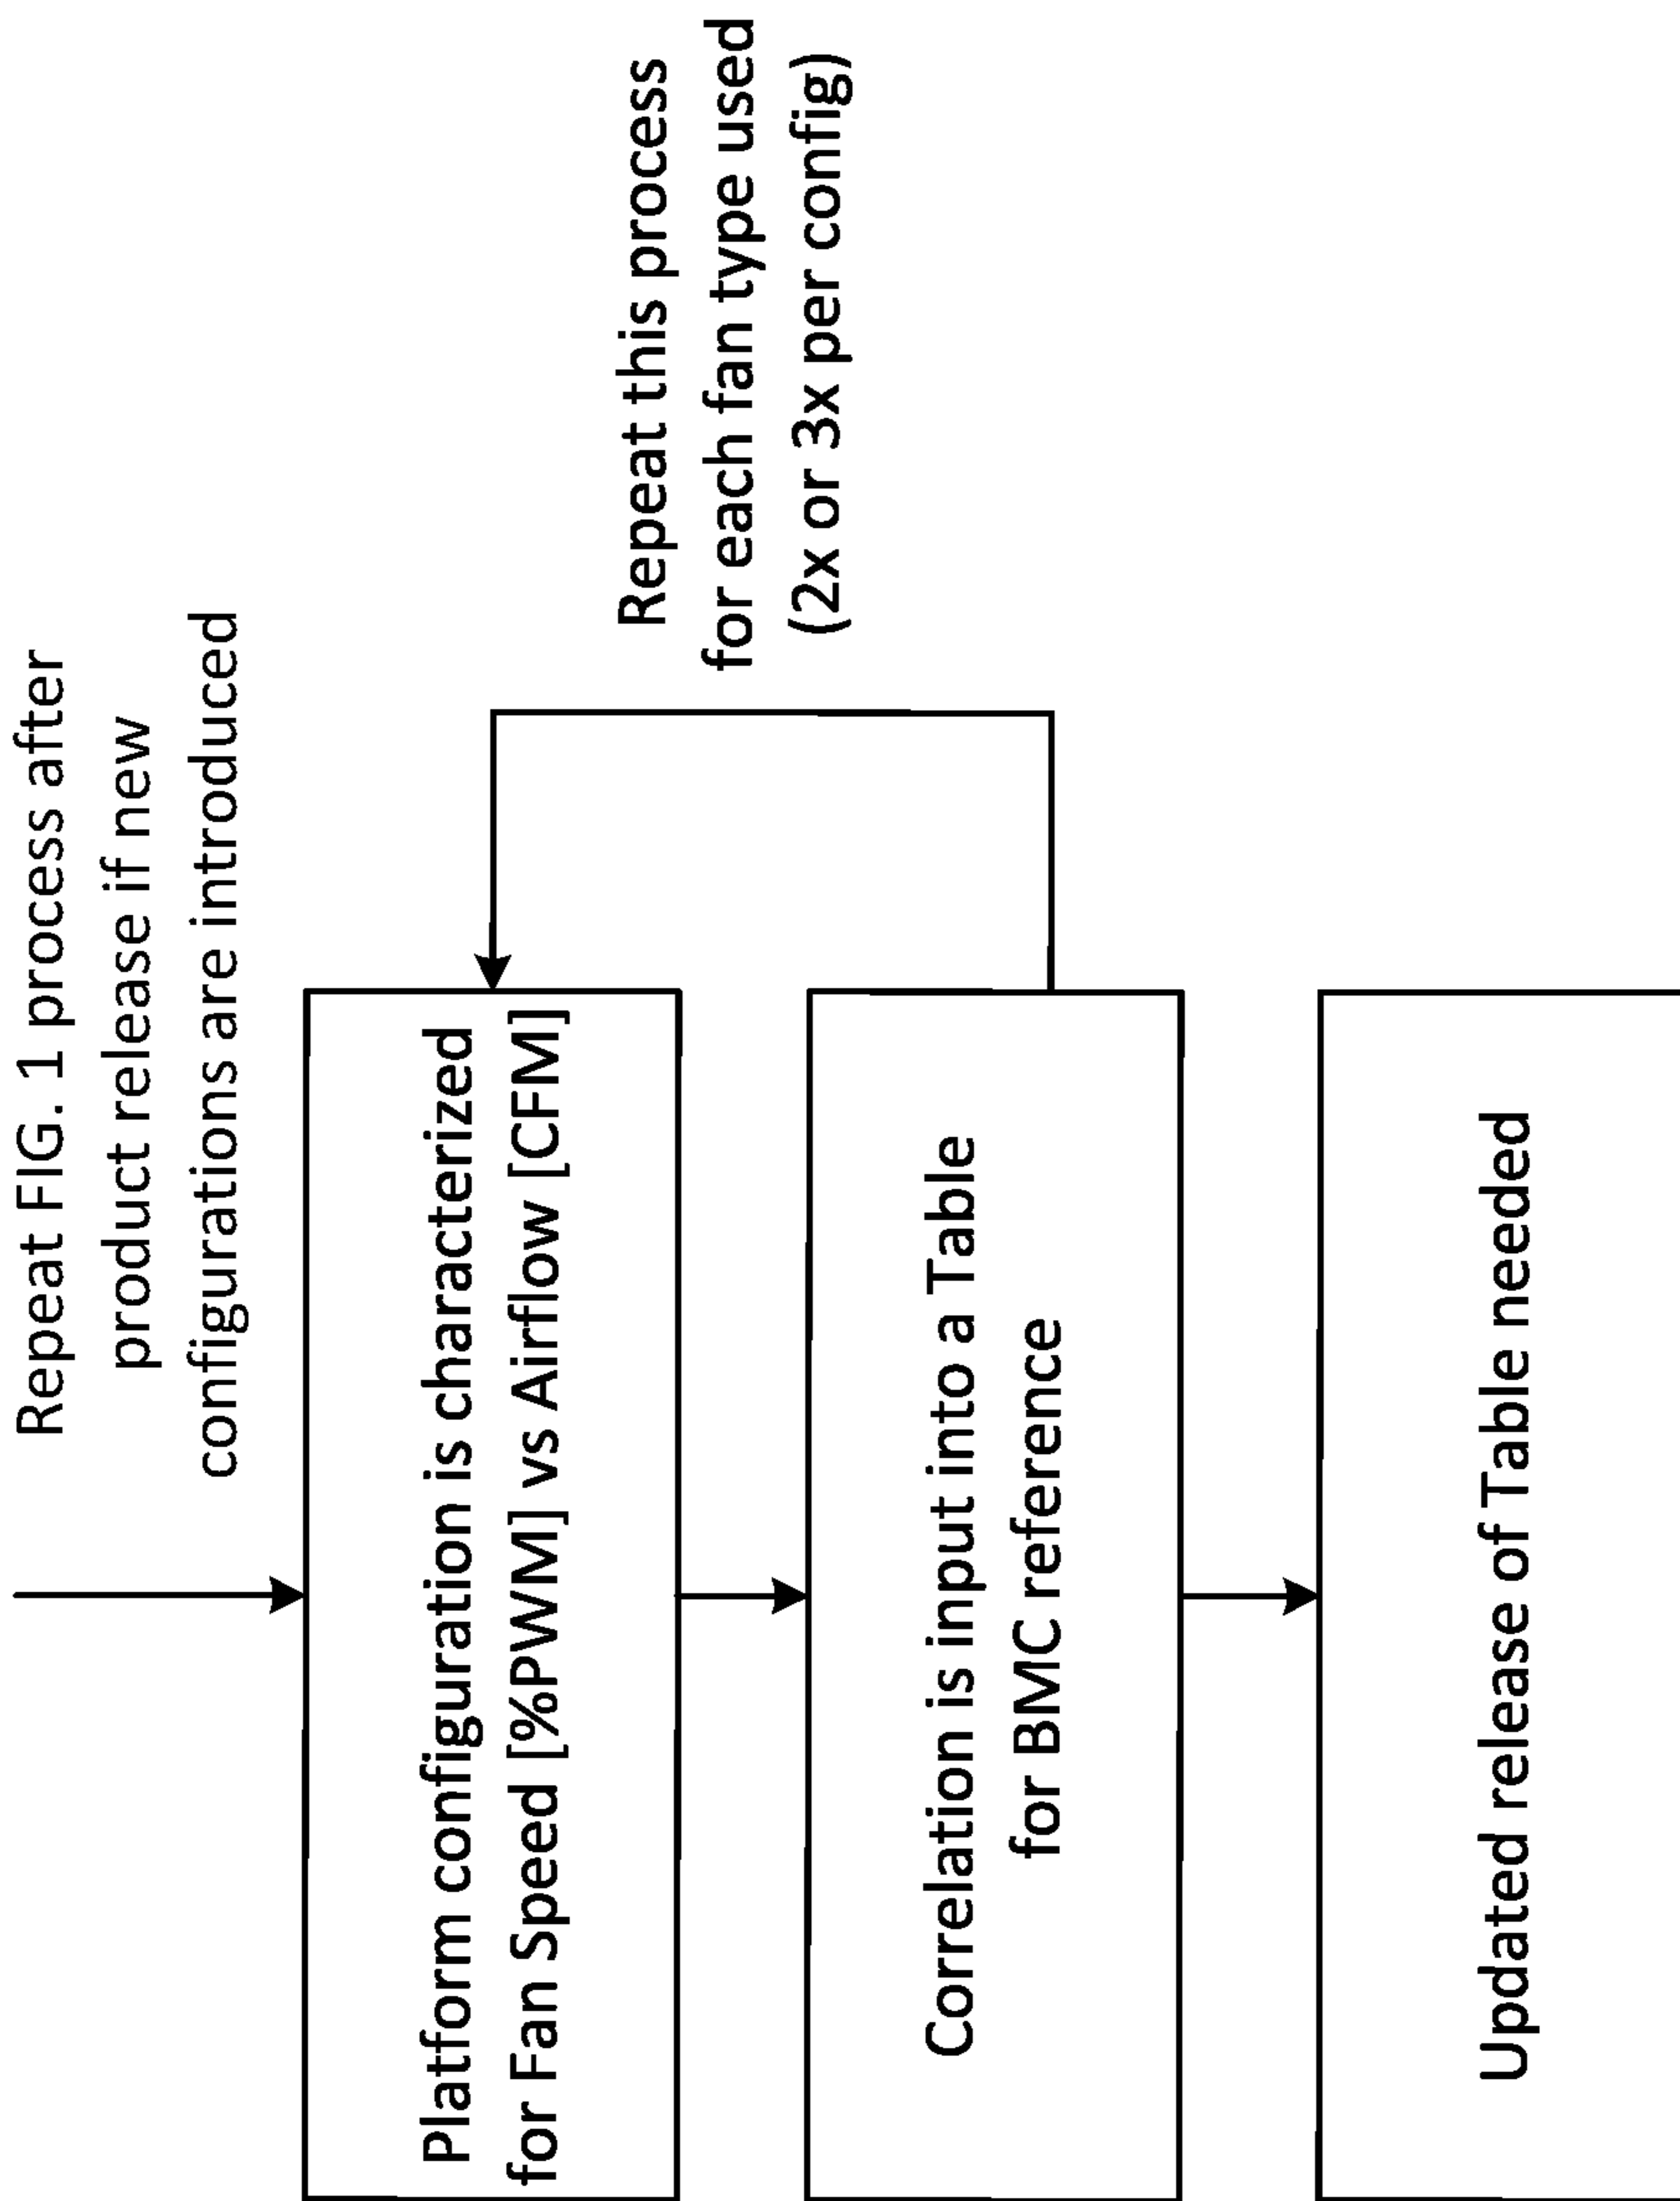 Repeat FIG. 1 process after
product release if new
configurations are introduced
Platform configuration is characterized
for Fan Speed [%PWM] vs Airflow [CFM]
Repeat this process
for each fan type used
(2x or 3x per config)
Correlation is input into a Table
for BMC reference
Updated release of Table needed